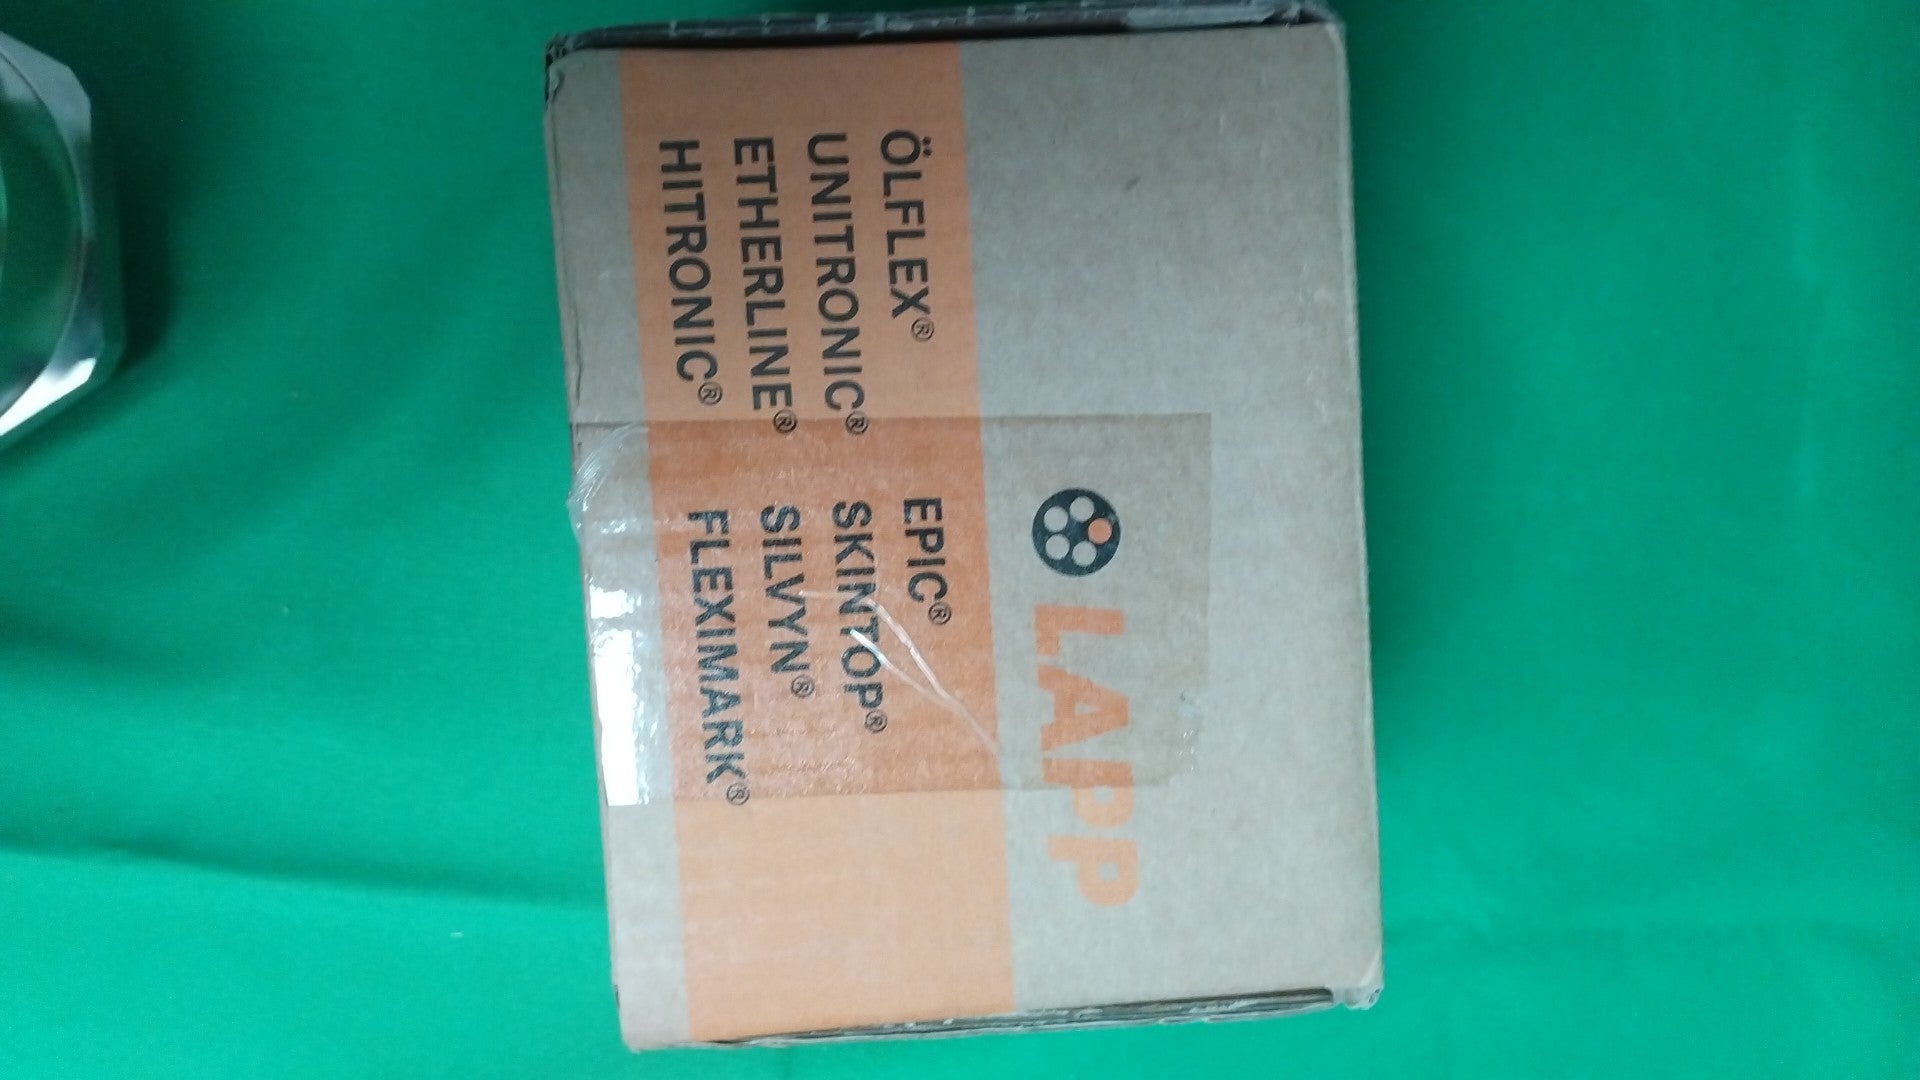 LAPP
ÖLFLEX® EPIC®
UNITRONIC® SKINTOP®
ETHERLINE® SILVYN®
HITRONIC® FLEXIMARK®